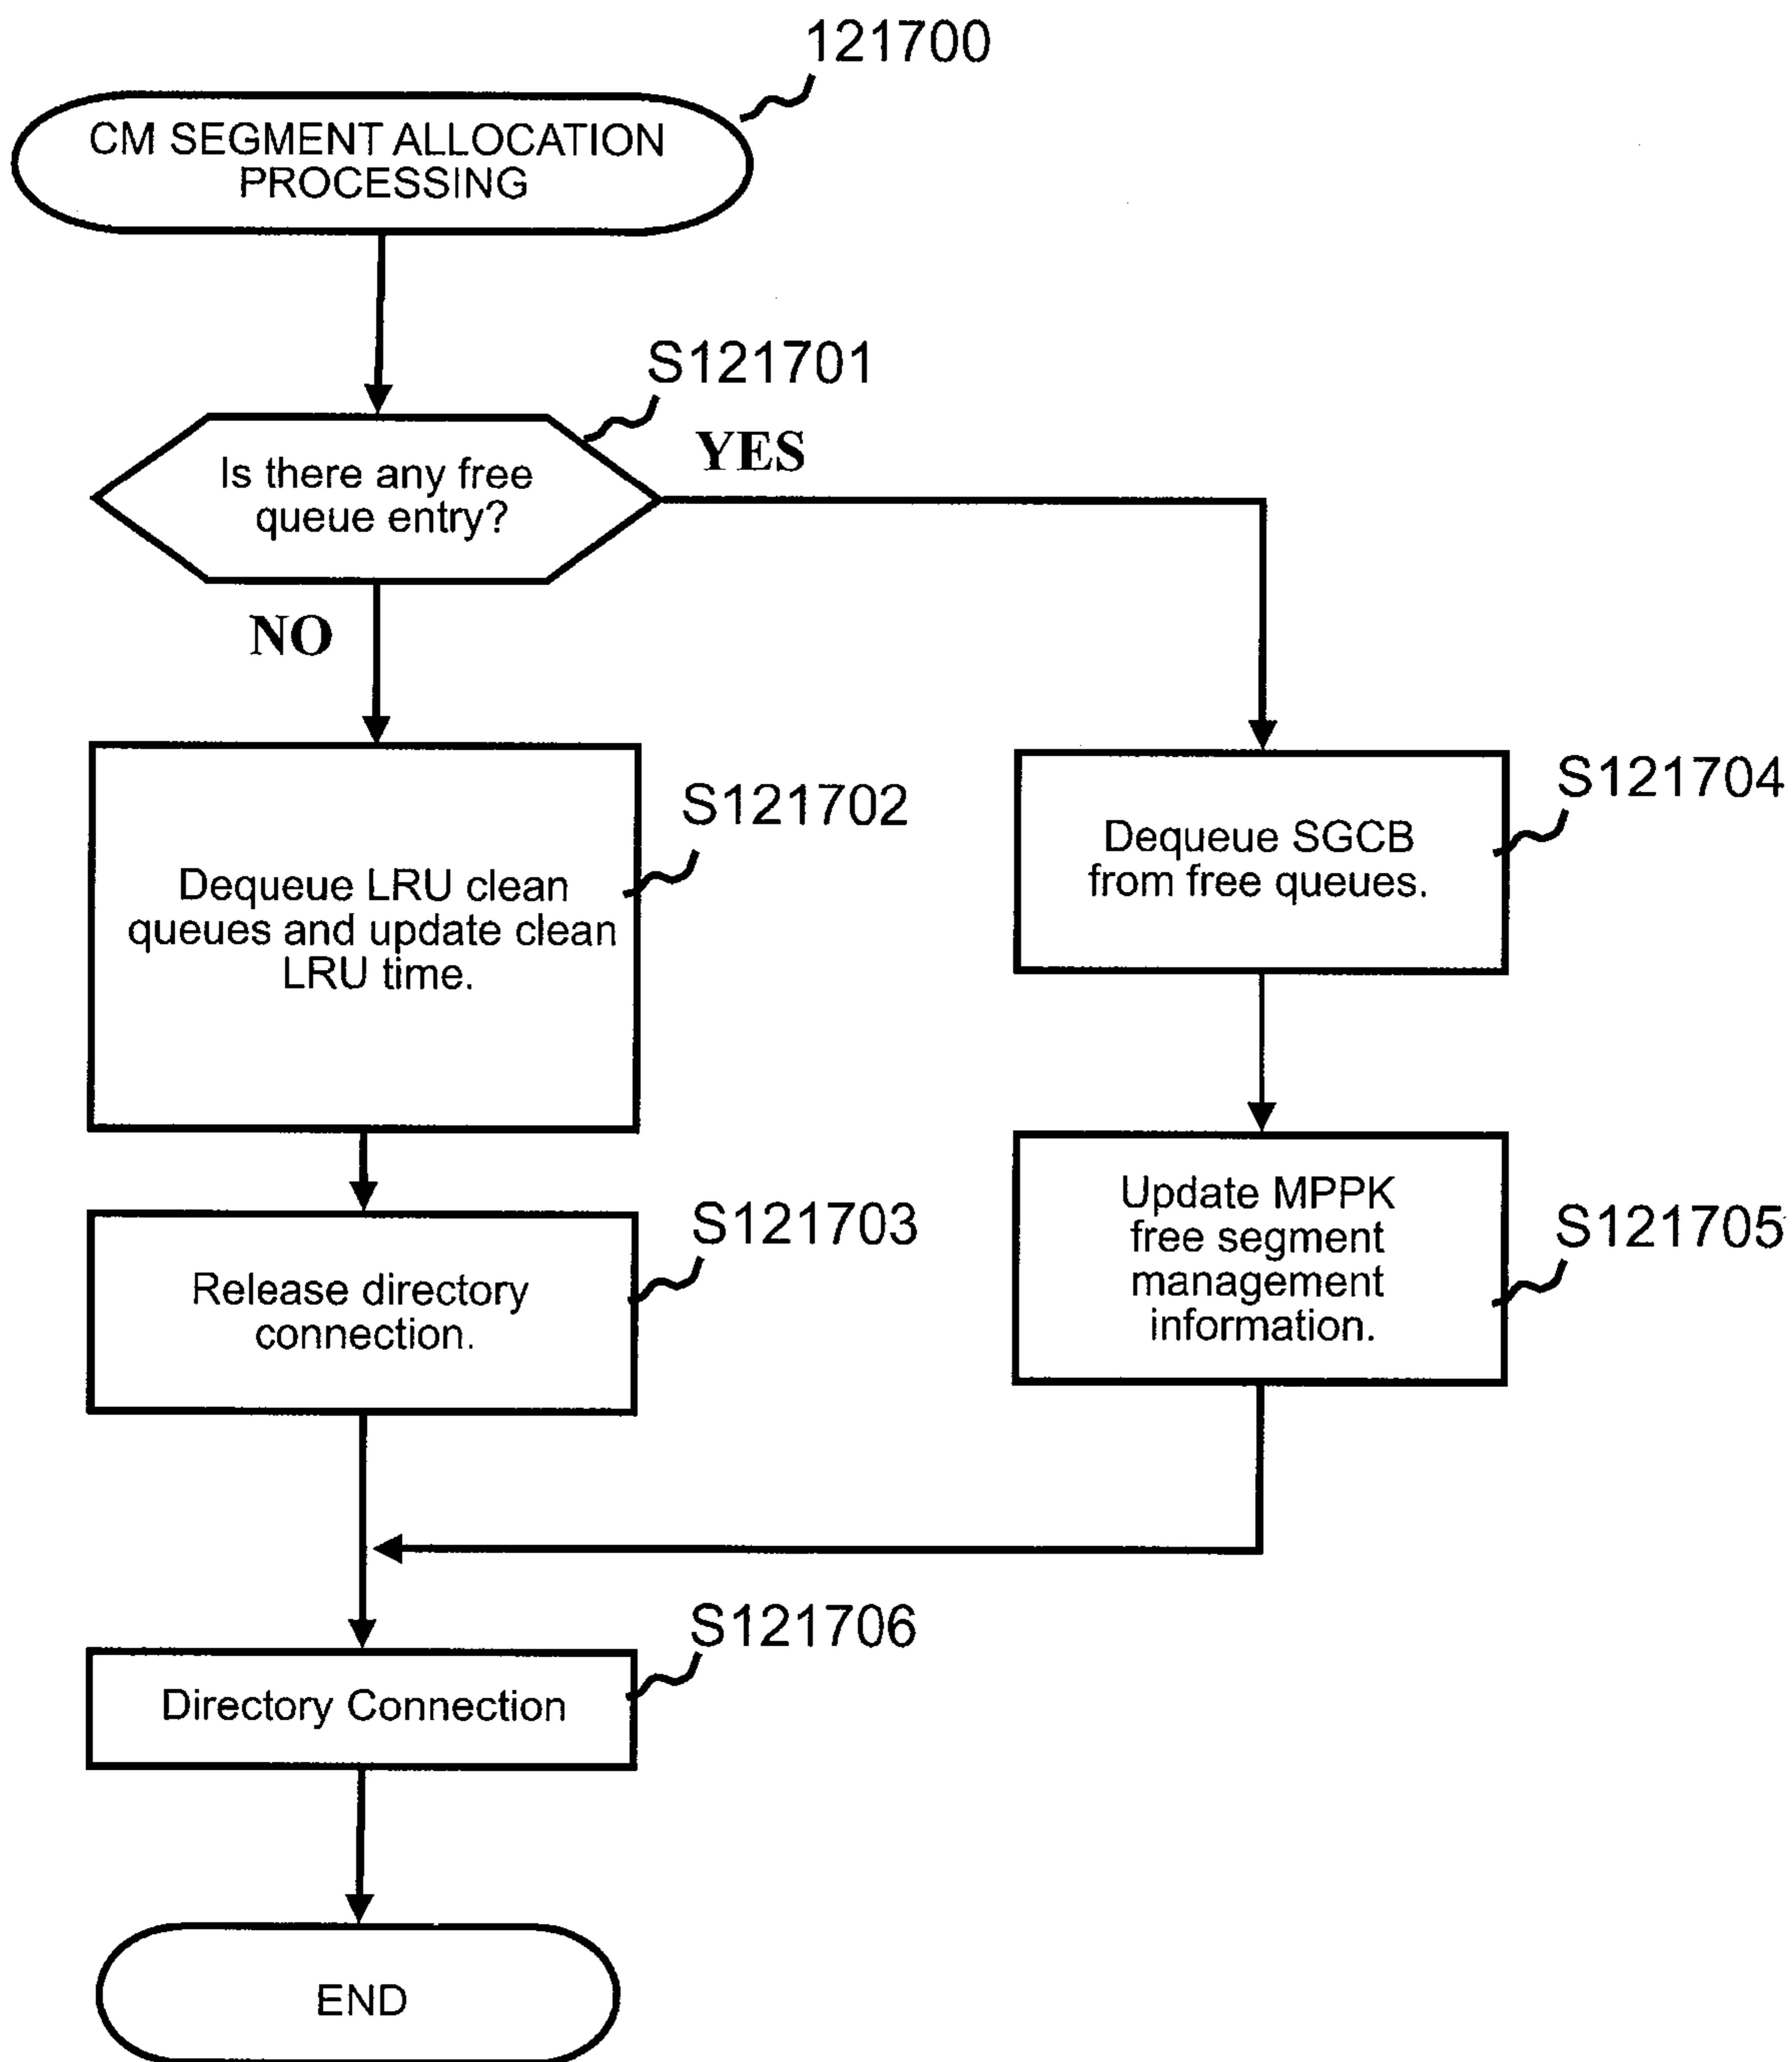 121700
CM SEGMENT ALLOCATION
PROCESSING
S121701
YES
Is there any free
queue entry?
NO
S121702
Dequeue LRU clean
queues and update clean
LRU time.
S121704
Dequeue SGCB
from free queues.
S121703
Release directory
connection.
S121705
Update MPPK
free segment
management
information.
S121706
Directory Connection
END